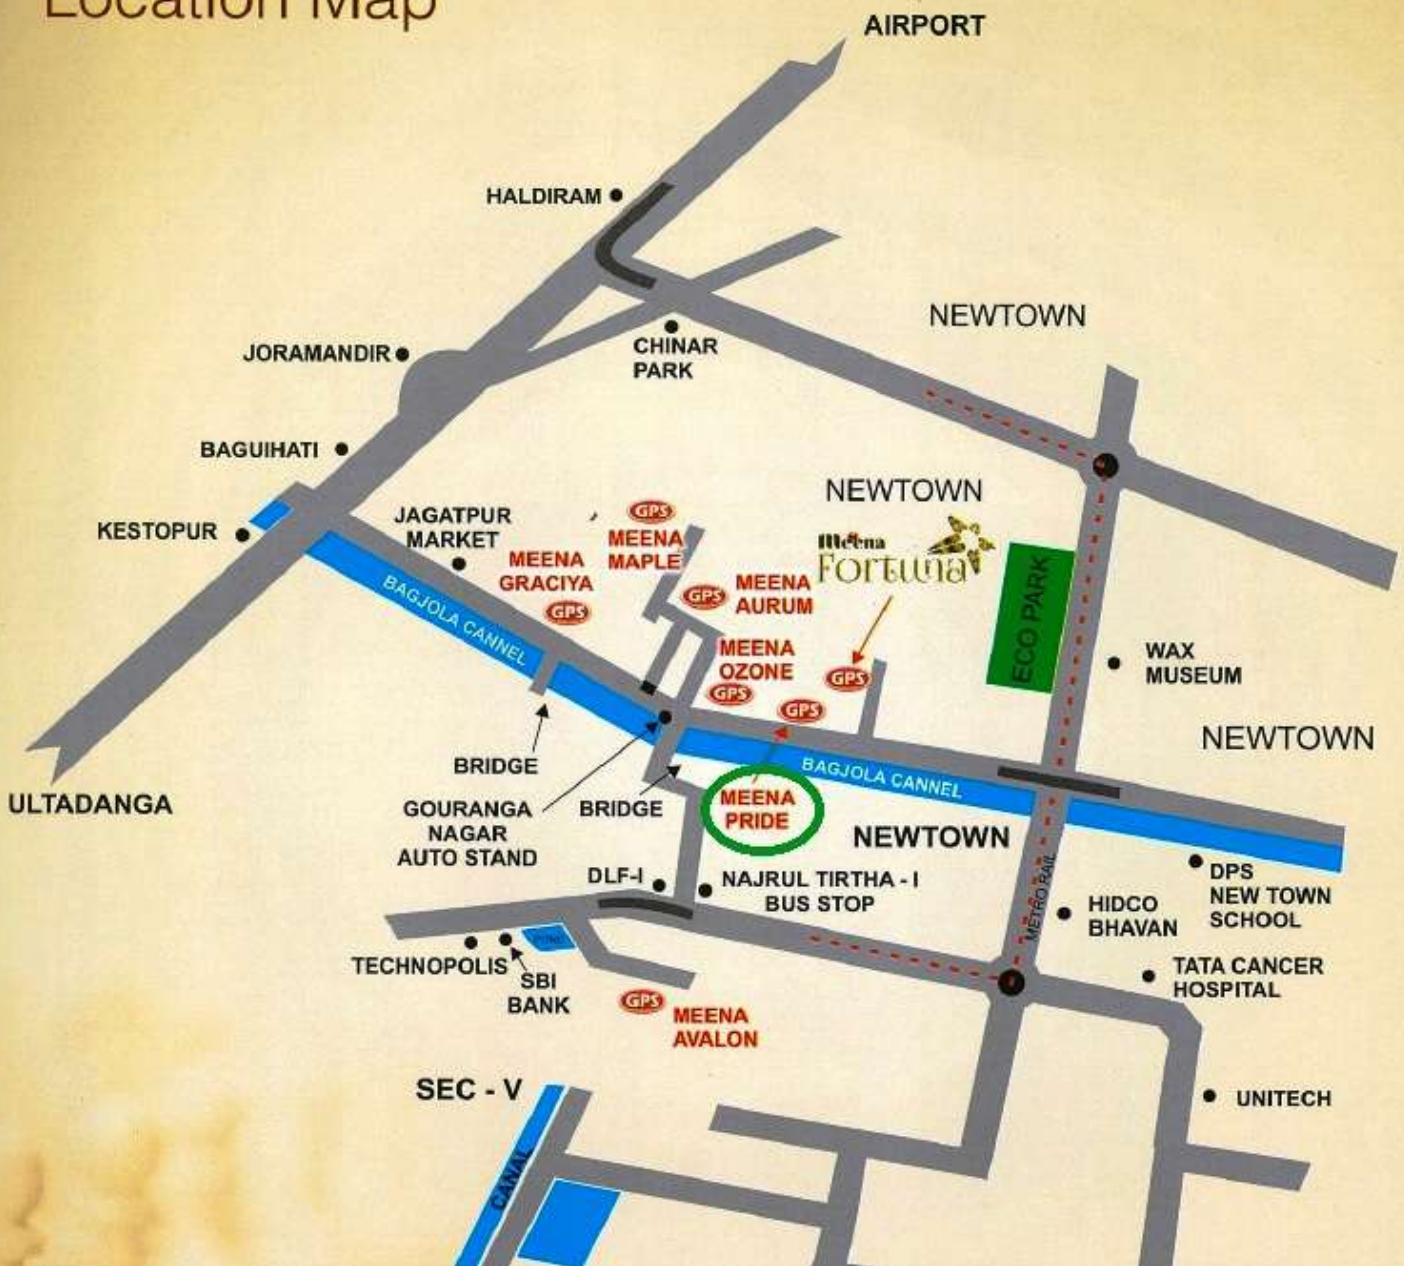 Location Map
AIRPORT
HALDIRAM
NEWTOWN
CHINAR
PARK
JORAMANDIR
BAGUIHATI
KESTOPUR
JAGATPUR
MARKET
GPS
MEENA
MAPLE
MEENA
GRACIYA
GPS
NEWTOWN
Meena
Fortuna
GPS
MEENA
AURUM
ECO PARK
MEENA
OZONE
GPS
GPS
GPS
WAX
MUSEUM
NEWTOWN
BAGJOLA CANNEL
BAGJOLA CANNEL
BRIDGE
ULTADANGA
GOURANGA
NAGAR
AUTO STAND
BRIDGE
MEENA
PRIDE
NEWTOWN
METRO RAIL
DLF-I
NAJRUL TIRTHA - I
BUS STOP
HIDCO
BHAVAN
DPS
NEW TOWN
SCHOOL
TECHNOPOLIS
SBI
BANK
POND
TATA CANCER
HOSPITAL
GPS
MEENA
AVALON
SEC - V
UNITECH
CANAL